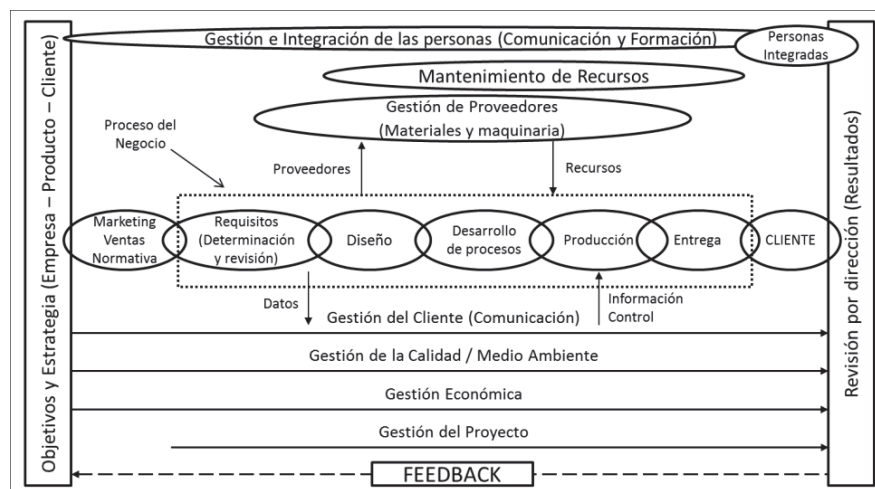 Objetivos y Estrategia (Empresa – Producto – Cliente)
Gestión e Integración de las personas (Comunicación y Formación)
Personas
Integradas
Mantenimiento de Recursos
Gestión de Proveedores
(Materiales y maquinaria)
Proceso del
Negocio
Proveedores
Recursos
Marketing
Ventas
Normativa
Requisitos
(Determinación
y revisión)
Diseño
Desarrollo
de procesos
Producción
Entrega
CLIENTE
Datos
Información
Control
Gestión del Cliente (Comunicación)
Gestión de la Calidad / Medio Ambiente
Gestión Económica
Gestión del Proyecto
FEEDBACK
Revisión por dirección (Resultados)